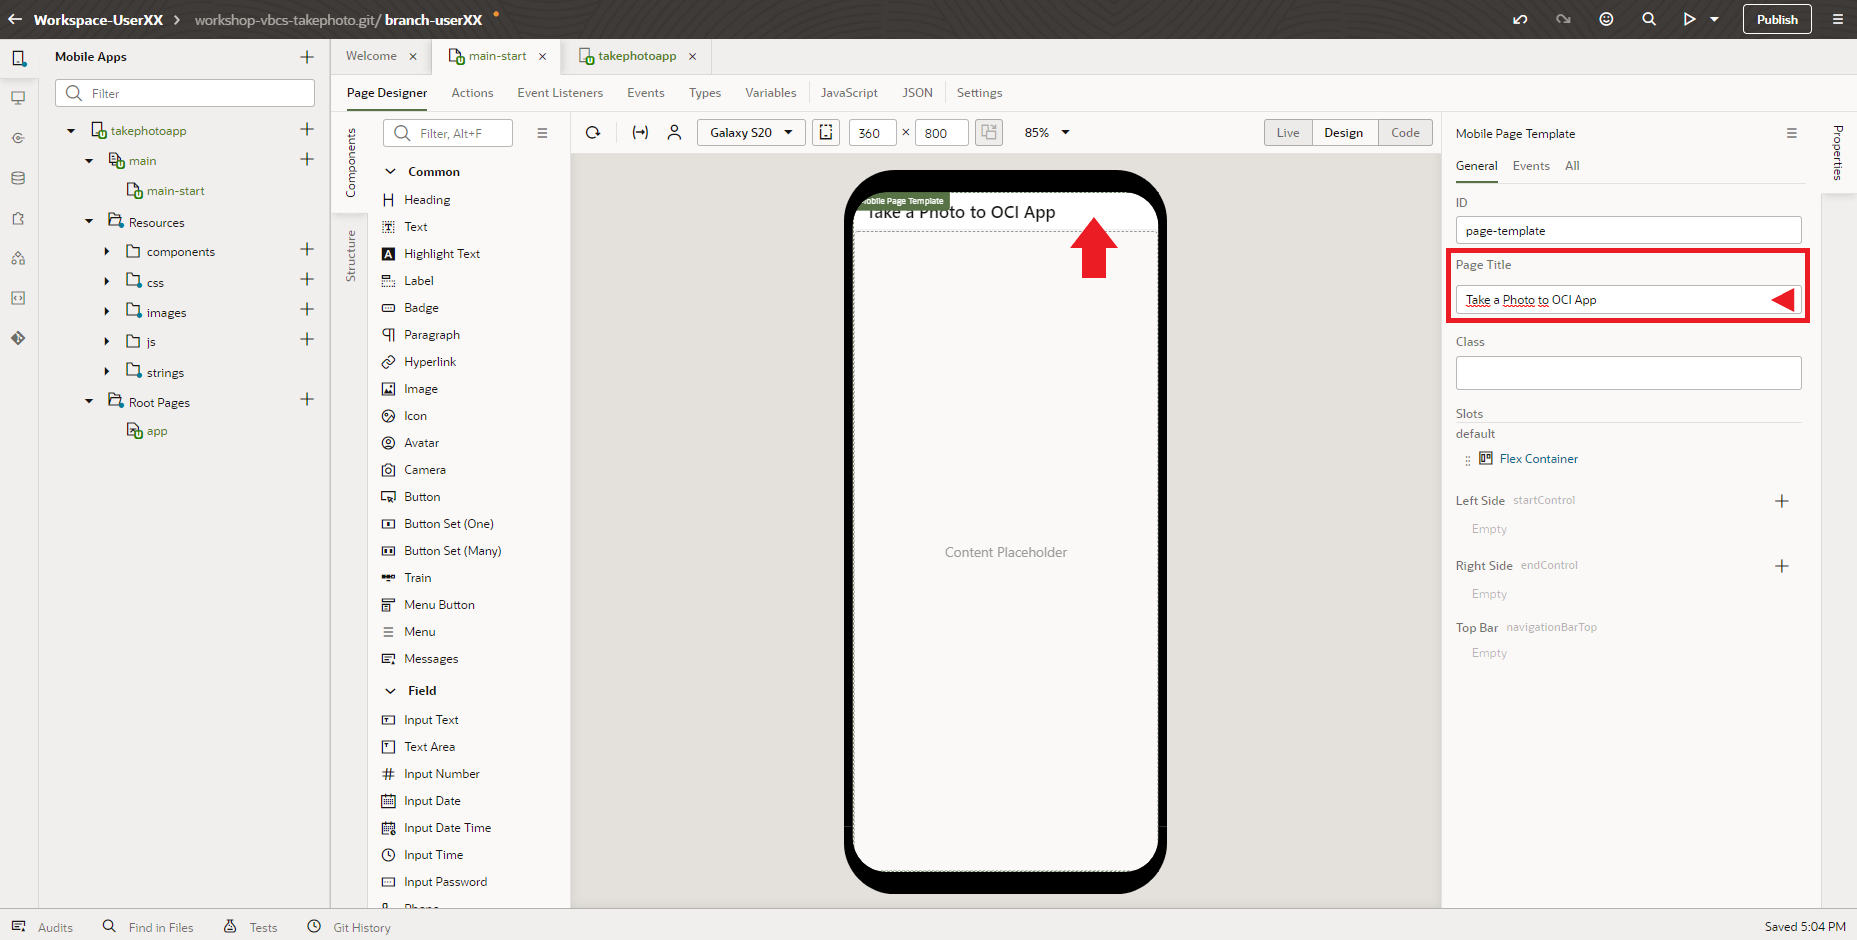 Workspace-UserXX > workshop-vbcs-takephoto.git/ branch-userXX
Publish
Mobile Apps
Filter
takephotoapp
main
main-start
Resources
components
css
images
js
strings
Root Pages
app
Welcome
main-start
takephotoapp
Page Designer
Actions
Event Listeners
Events
Types
Variables
JavaScript
JSON
Settings
Components
Structure
Filter, Alt+F
Common
Heading
Text
Highlight Text
Label
Badge
Paragraph
Hyperlink
Image
Icon
Avatar
Camera
Button
Button Set (One)
Button Set (Many)
Train
Menu Button
Menu
Messages
Field
Input Text
Text Area
Input Number
Input Date
Input Date Time
Input Time
Input Password
Galaxy S20
360 × 800
85%
Live
Design
Code
Mobile Page Template
Take a Photo to OCI App
Content Placeholder
Mobile Page Template
General
Events
All
ID
page-template
Page Title
Take a Photo to OCI App
Class
Slots
default
Flex Container
Left Side startControl
Empty
Right Side endControl
Empty
Top Bar navigationBarTop
Empty
Properties
Audits
Find in Files
Tests
Git History
Saved 5:04 PM